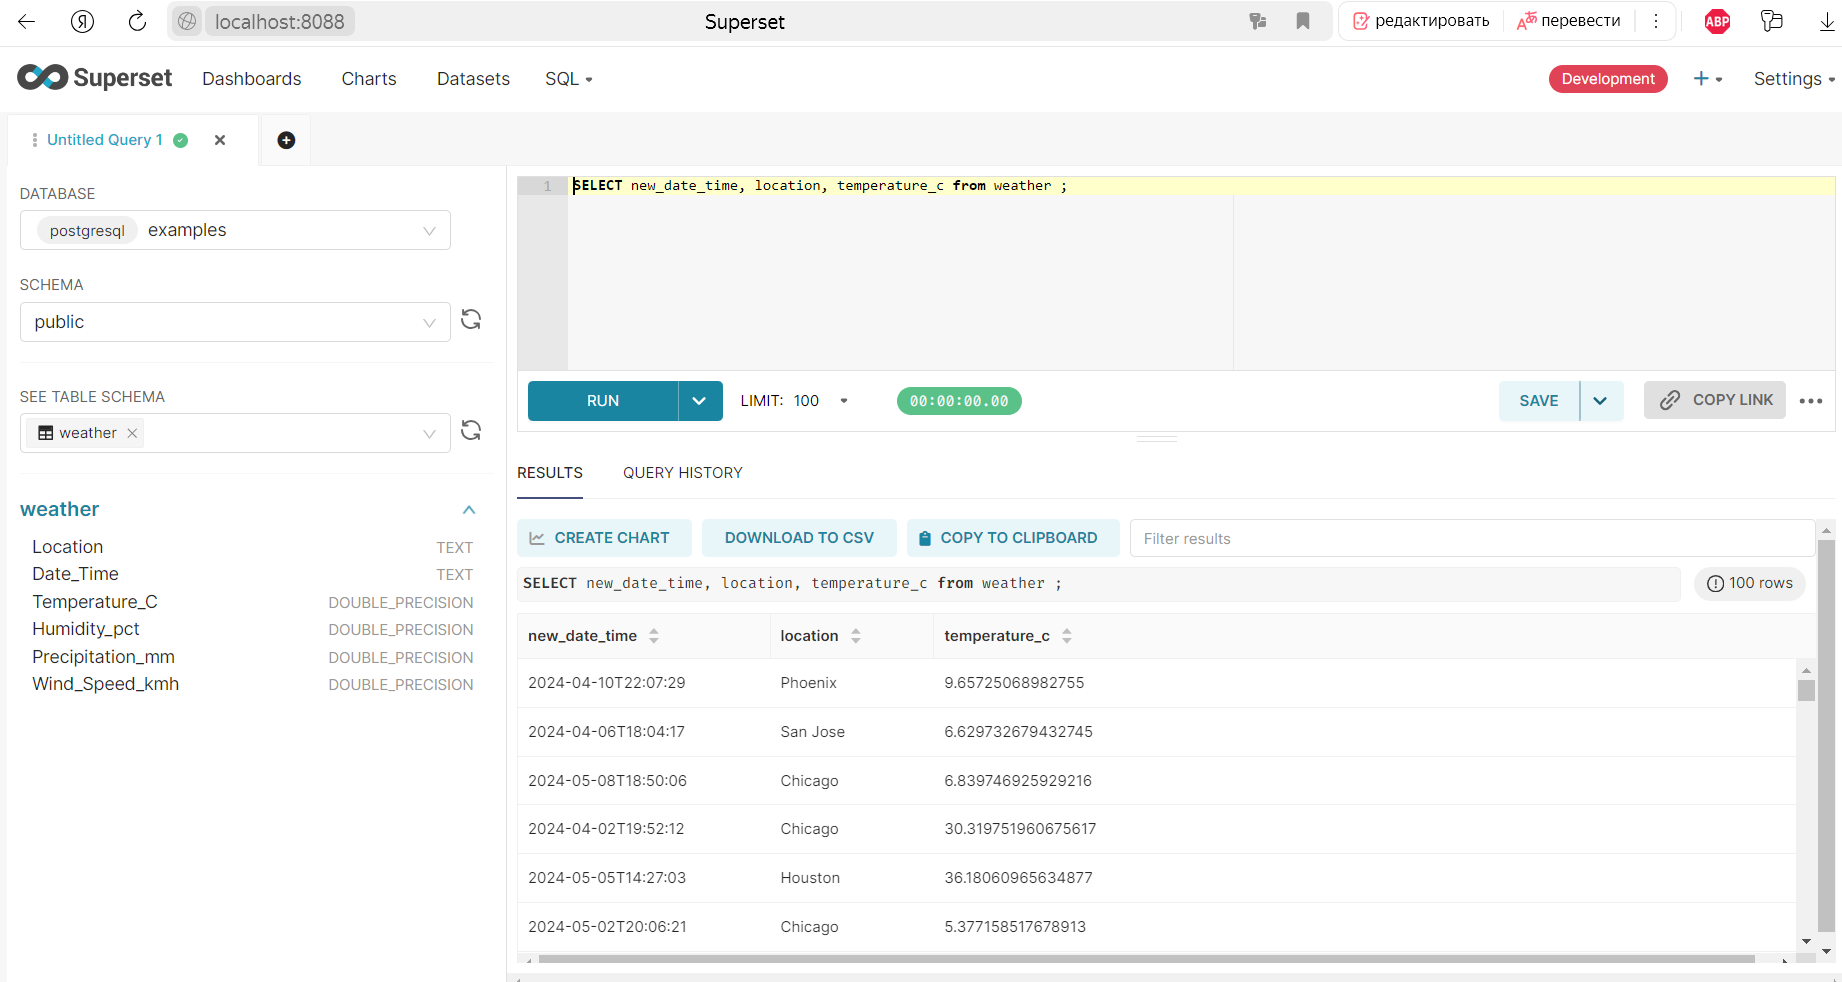 localhost:8088
Superset
редактировать
перевести
ABP
Superset
Dashboards
Charts
Datasets
SQL
Development
+
Settings
Untitled Query 1
DATABASE
postgresql examples
SCHEMA
public
SEE TABLE SCHEMA
weather
weather
Location TEXT
Date_Time TEXT
Temperature_C DOUBLE_PRECISION
Humidity_pct DOUBLE_PRECISION
Precipitation_mm DOUBLE_PRECISION
Wind_Speed_kmh DOUBLE_PRECISION
1 SELECT new_date_time, location, temperature_c from weather ;
RUN
LIMIT: 100
00:00:00.00
SAVE
COPY LINK
RESULTS
QUERY HISTORY
CREATE CHART
DOWNLOAD TO CSV
COPY TO CLIPBOARD
Filter results
SELECT new_date_time, location, temperature_c from weather ;
100 rows
new_date_time location temperature_c
2024-04-10T22:07:29 Phoenix 9.65725068982755
2024-04-06T18:04:17 San Jose 6.629732679432745
2024-05-08T18:50:06 Chicago 6.839746925929216
2024-04-02T19:52:12 Chicago 30.319751960675617
2024-05-05T14:27:03 Houston 36.18060965634877
2024-05-02T20:06:21 Chicago 5.377158517678913